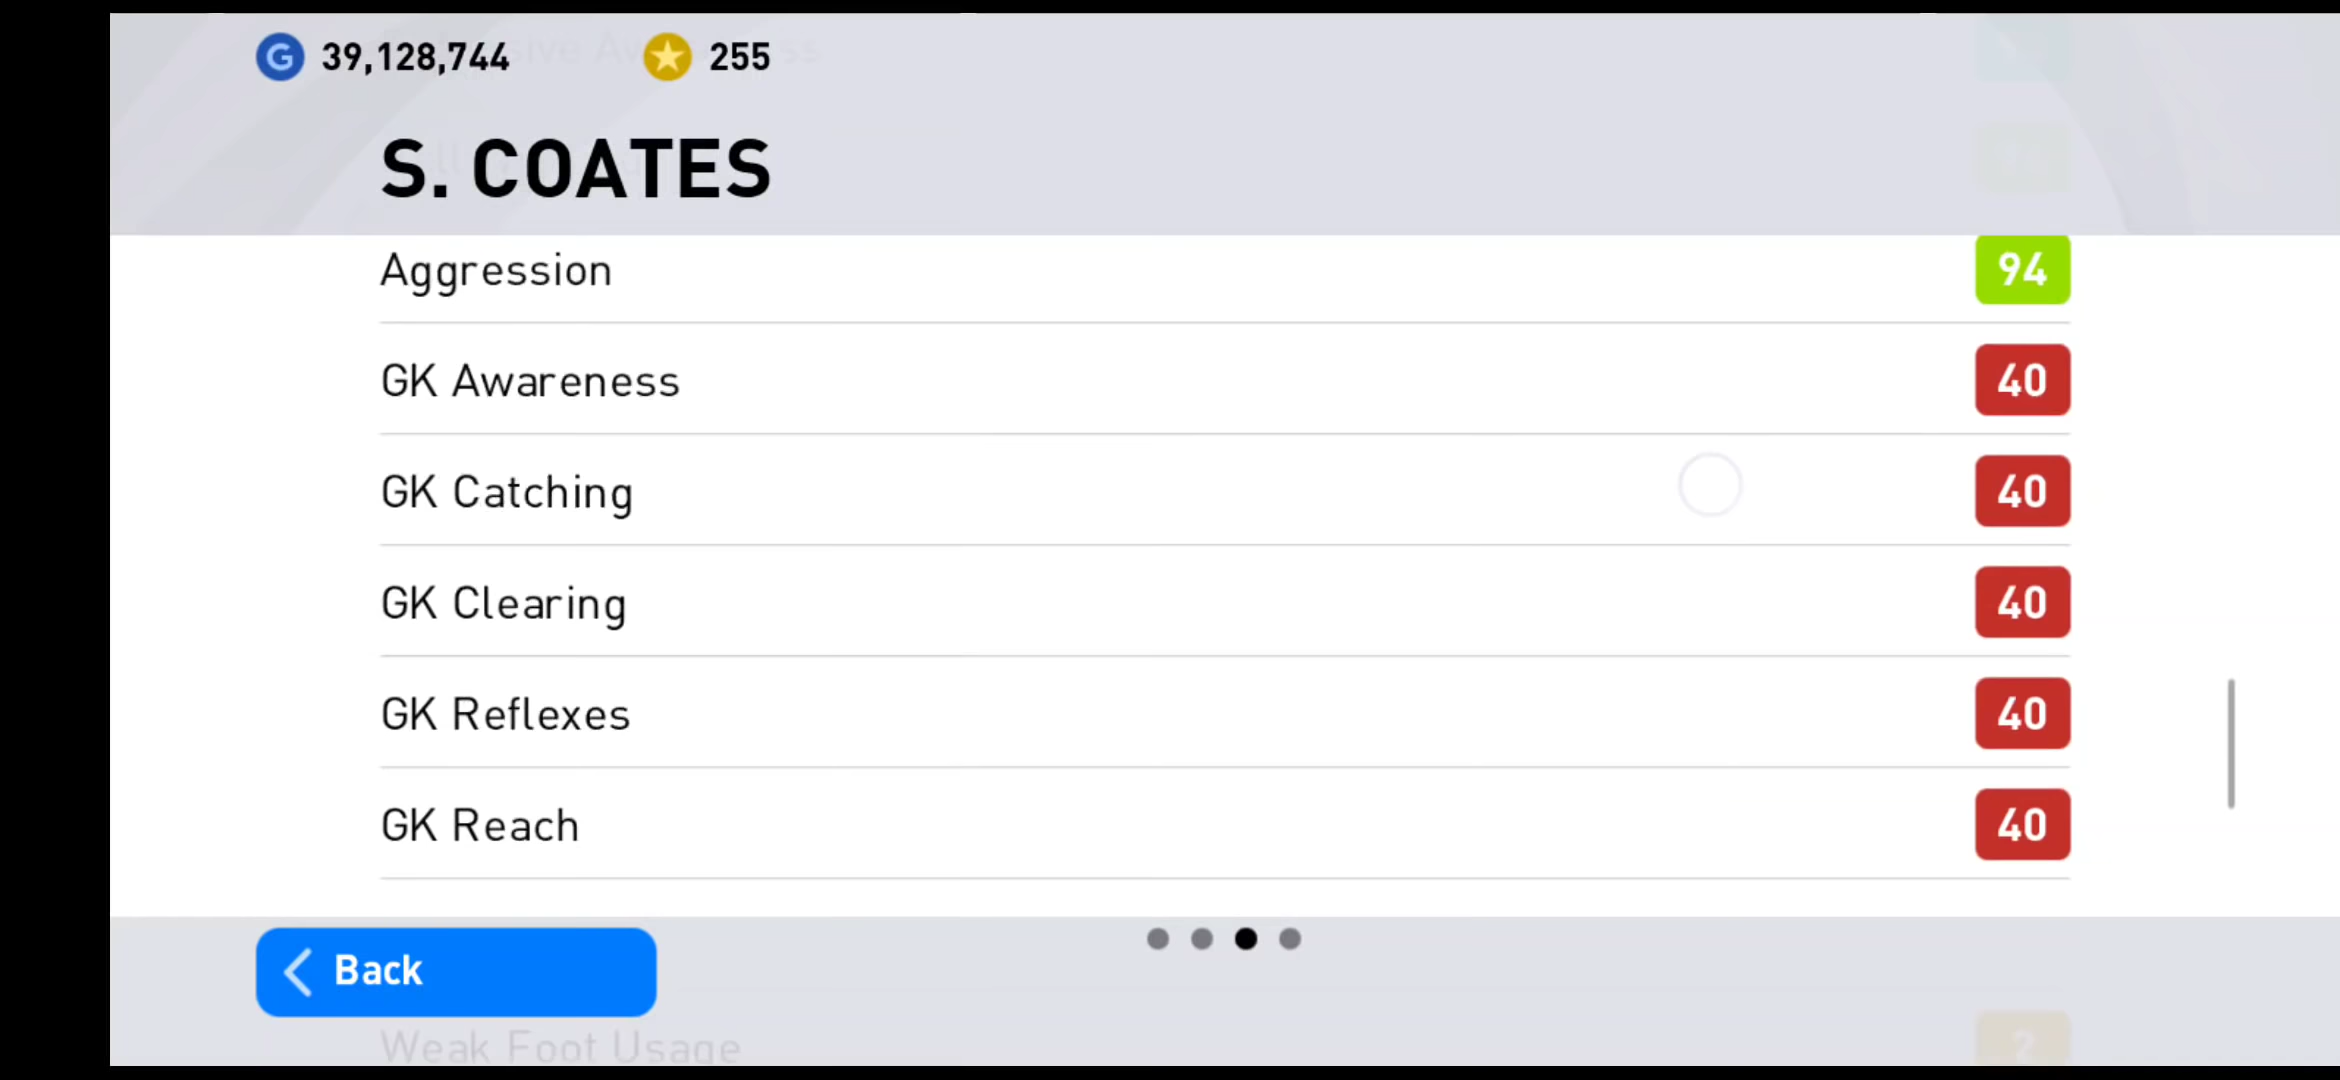 G 39,128,744 255
S. COATES
Aggression 94
GK Awareness 40
GK Catching 40
GK Clearing 40
GK Reflexes 40
GK Reach 40
Back
Weak Foot Usage 2